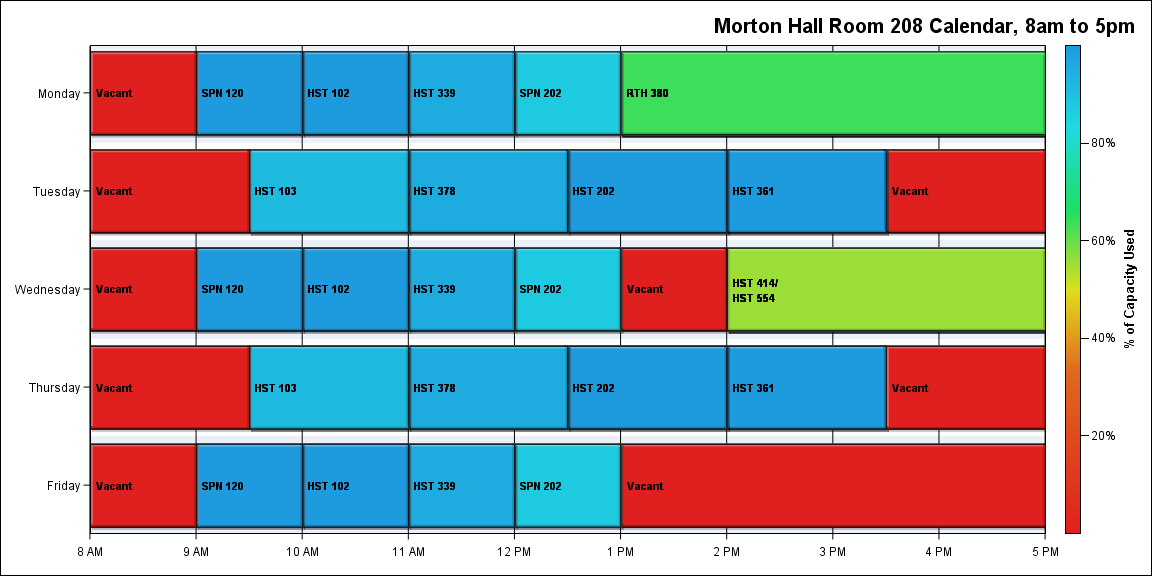 Morton Hall Room 208 Calendar, 8am to 5pm
Monday
Vacant
SPN 120
HST 102
HST 339
SPN 202
RTH 380
Tuesday
Vacant
HST 103
HST 378
HST 202
HST 361
Vacant
Wednesday
Vacant
SPN 120
HST 102
HST 339
SPN 202
Vacant
HST 414/
HST 554
Thursday
Vacant
HST 103
HST 378
HST 202
HST 361
Vacant
Friday
Vacant
SPN 120
HST 102
HST 339
SPN 202
Vacant
8 AM
9 AM
10 AM
11 AM
12 PM
1 PM
2 PM
3 PM
4 PM
5 PM
80%
60%
40%
20%
% of Capacity Used